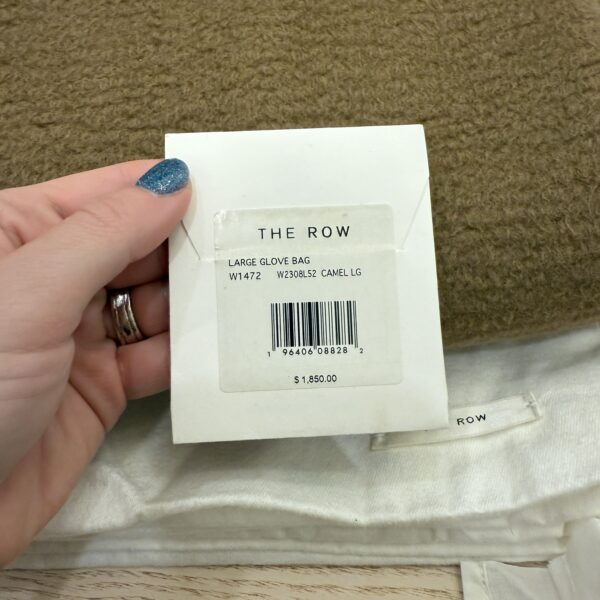 THE ROW
LARGE GLOVE BAG
W1472 W2308L52 CAMEL LG
1 96406 08828 2
$ 1,850.00
ROW